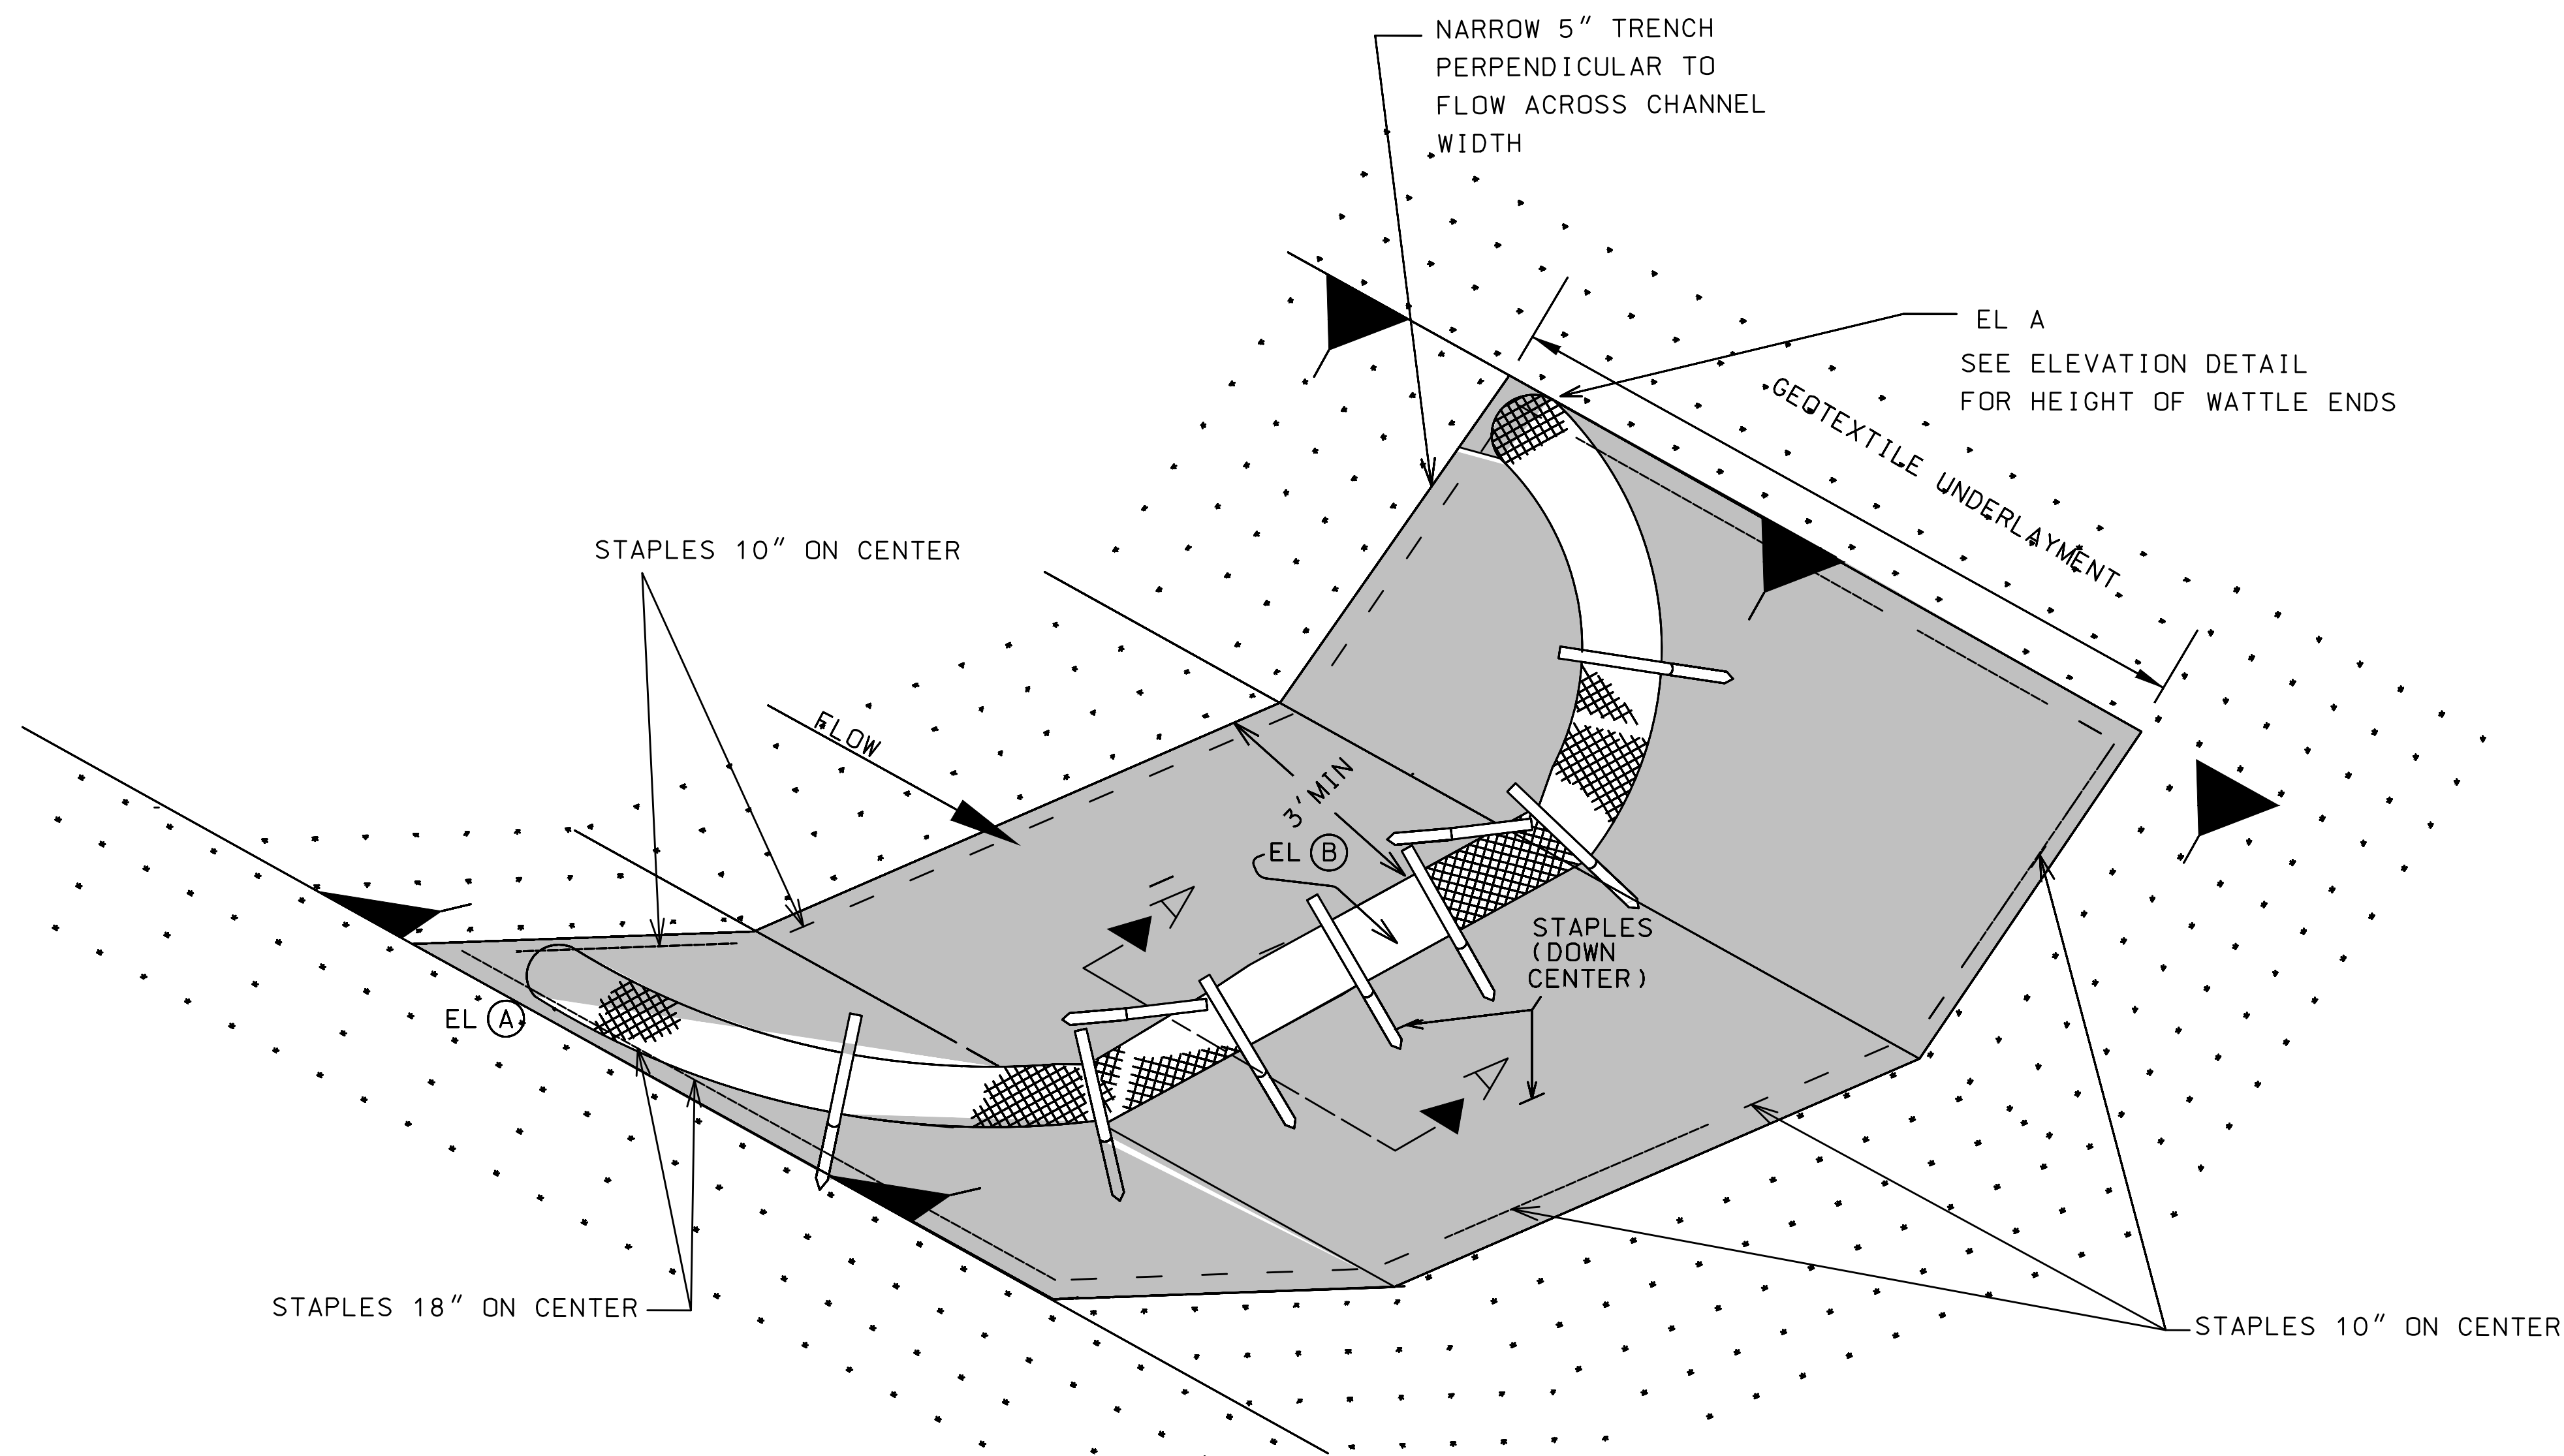 NARROW 5" TRENCH
PERPENDICULAR TO
FLOW ACROSS CHANNEL
WIDTH
EL A
SEE ELEVATION DETAIL
FOR HEIGHT OF WATTLE ENDS
GEOTEXTILE UNDERLAYMENT
STAPLES 10" ON CENTER
FLOW
3' MIN
EL B
A
STAPLES
(DOWN
CENTER)
EL A
A
STAPLES 18" ON CENTER
STAPLES 10" ON CENTER